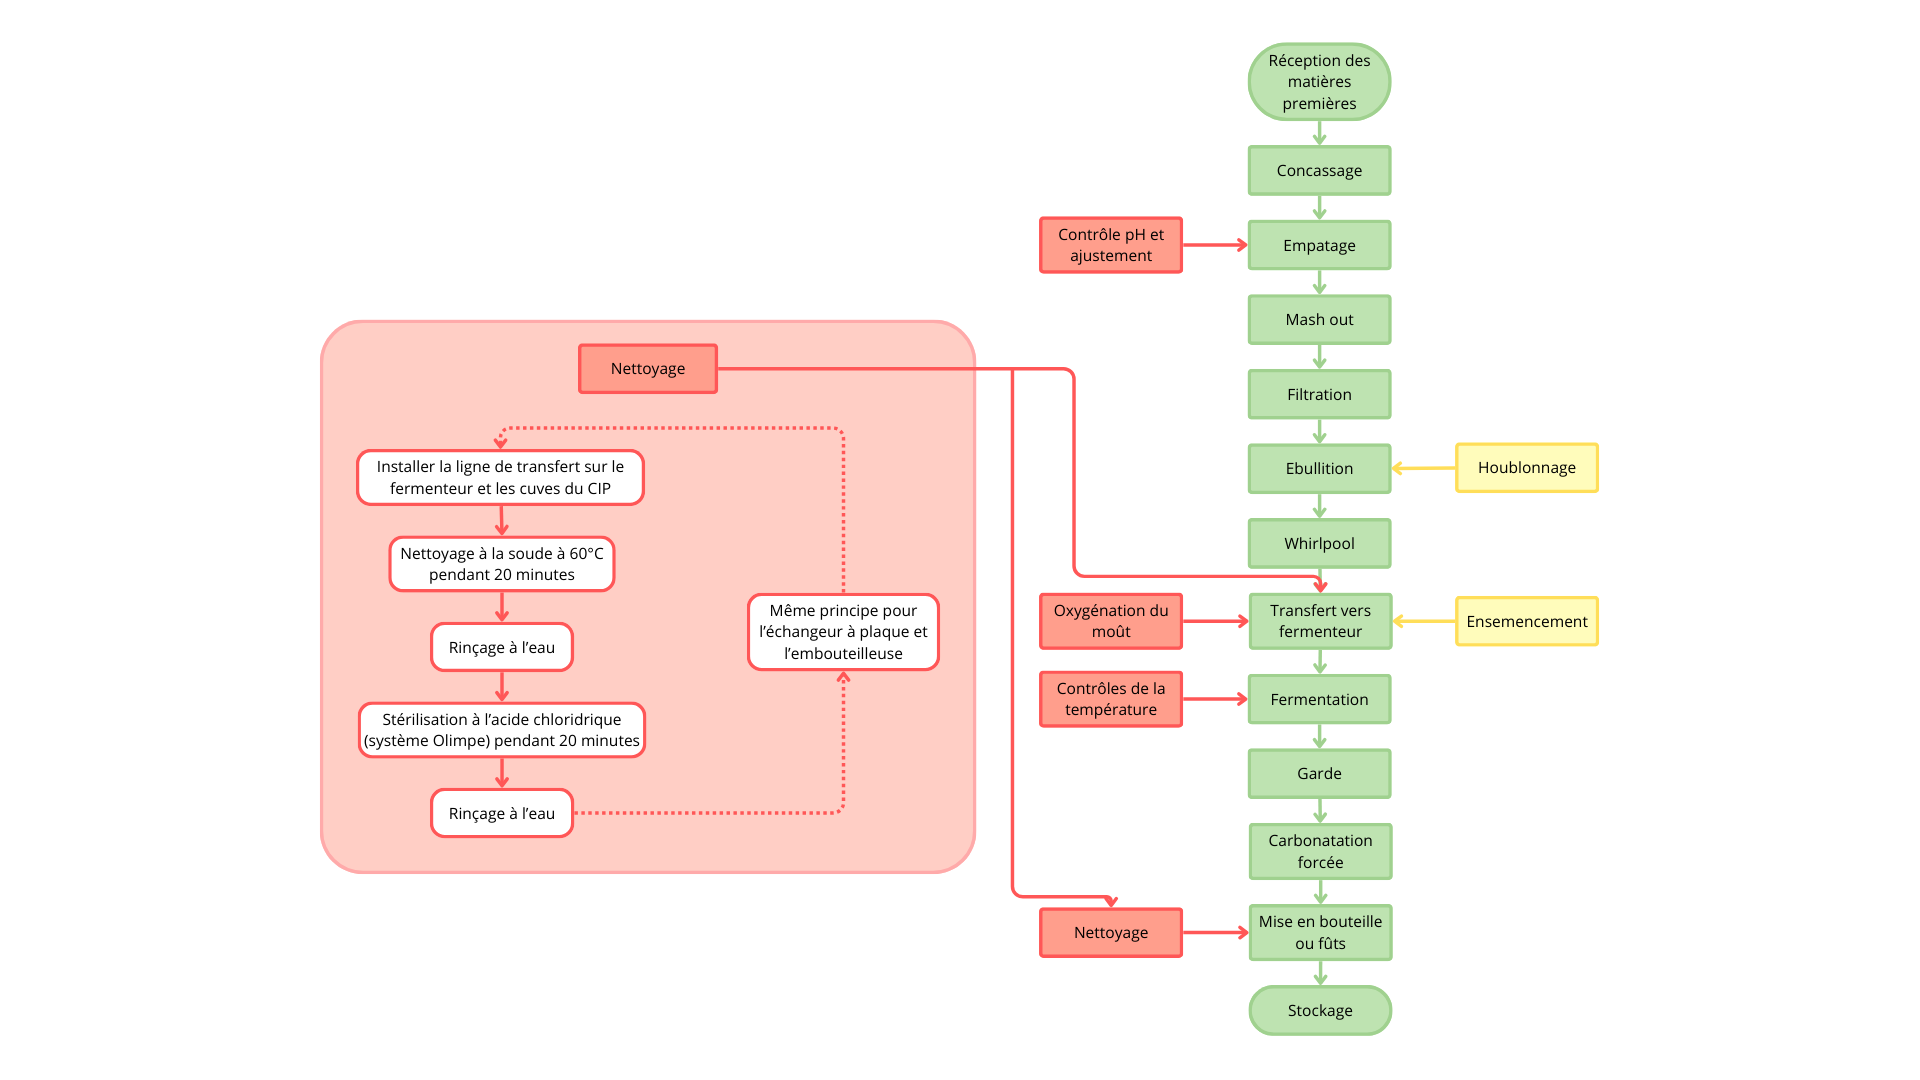 Réception des
matières
premières
Concassage
Contrôle pH et
ajustement
Empatage
Mash out
Nettoyage
Filtration
Ebullition
Houblonnage
Installer la ligne de transfert sur le
fermenteur et les cuves du CIP
Nettoyage à la soude à 60°C
pendant 20 minutes
Rinçage à l’eau
Stérilisation à l’acide chloridrique
(système Olimpe) pendant 20 minutes
Rinçage à l’eau
Même principe pour
l’échangeur à plaque et
l’embouteilleuse
Whirlpool
Oxygénation du
moût
Transfert vers
fermenteur
Ensemencement
Contrôles de la
température
Fermentation
Garde
Carbonatation
forcée
Nettoyage
Mise en bouteille
ou fûts
Stockage